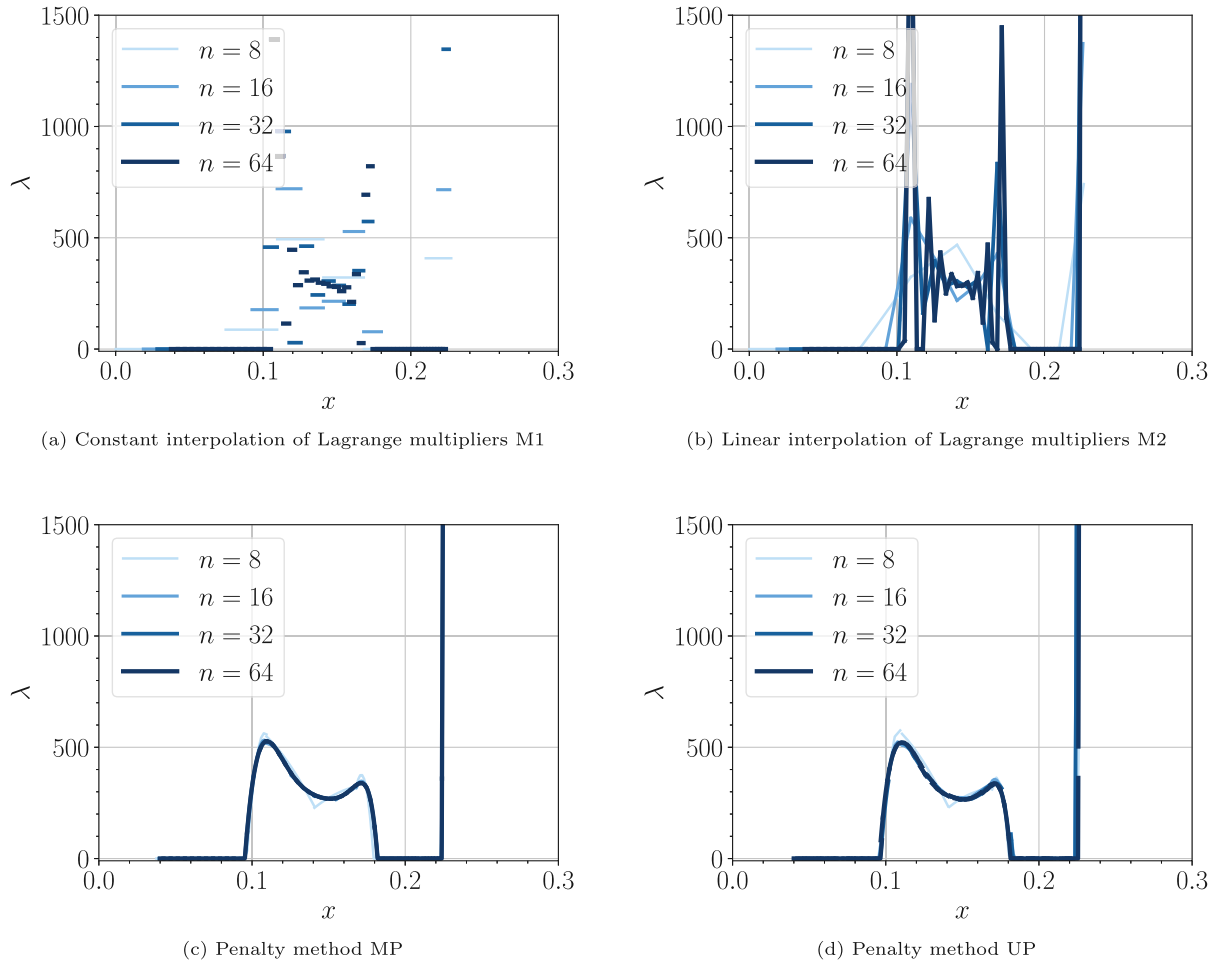 1500
1000
500
0
λ
n = 8
n = 16
n = 32
n = 64
0.0 0.1 0.2 0.3
x
(a) Constant interpolation of Lagrange multipliers M1
1500
1000
500
0
λ
n = 8
n = 16
n = 32
n = 64
0.0 0.1 0.2 0.3
x
(b) Linear interpolation of Lagrange multipliers M2
1500
1000
500
0
λ
n = 8
n = 16
n = 32
n = 64
0.0 0.1 0.2 0.3
x
(c) Penalty method MP
1500
1000
500
0
λ
n = 8
n = 16
n = 32
n = 64
0.0 0.1 0.2 0.3
x
(d) Penalty method UP